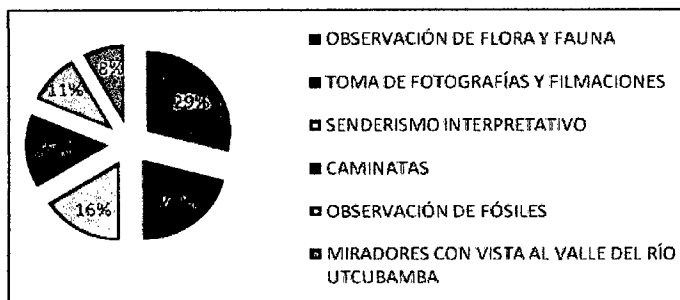 29%
16%
11%
8%
OBSERVACIÓN DE FLORA Y FAUNA
TOMA DE FOTOGRAFÍAS Y FILMACIONES
SENDERISMO INTERPRETATIVO
CAMINATAS
OBSERVACIÓN DE FÓSILES
MIRADORES CON VISTA AL VALLE DEL RÍO
UTCUBAMBA